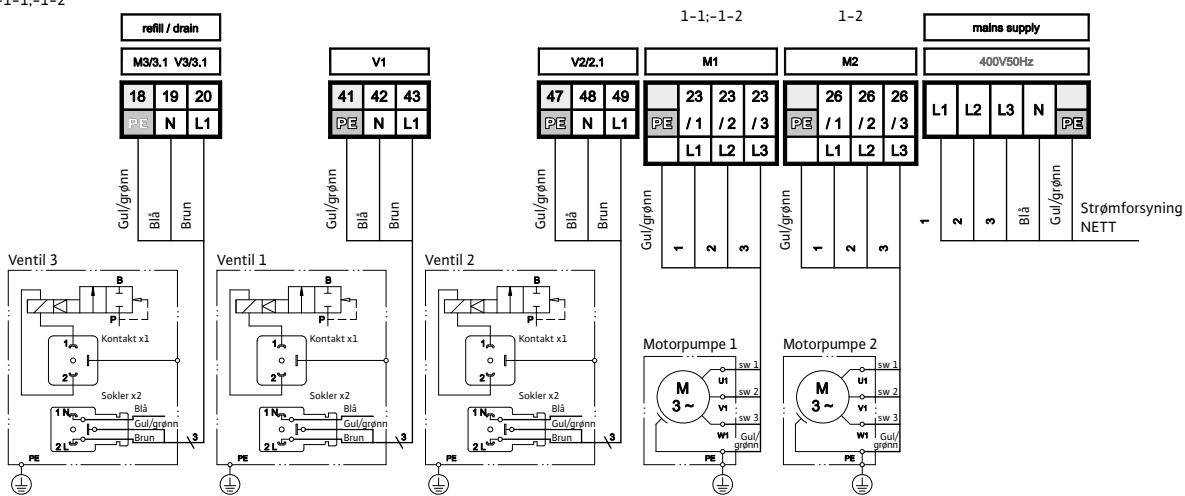 -1-1;-1-2
1-1;-1-2
1-2
refill / drain
mains supply
M3/3.1 V3/3.1
V1
V2/2.1
M1
M2
400V50Hz
18 19 20
PE N L1
41 42 43
PE N L1
47 48 49
PE N L1
23 23 23
PE / 1 / 2 / 3
L1 L2 L3
26 26 26
PE / 1 / 2 / 3
L1 L2 L3
L1 L2 L3 N
PE
Gul/grønn
Blå
Brun
Gul/grønn
Blå
Brun
Gul/grønn
Blå
Brun
Gul/grønn
1
2
3
Gul/grønn
1
2
3
1
2
3
Blå
Gul/grønn
Strømforsyning
NETT
Ventil 3
B
P
1
Kontakt x1
2
Sokler x2
1 N
Blå
Gul/grønn
2 L
Brun
3
PE
Ventil 1
B
P
1
Kontakt x1
2
Sokler x2
1 N
Blå
Gul/grønn
2 L
Brun
3
PE
Ventil 2
B
P
1
Kontakt x1
2
Sokler x2
1 N
Blå
Gul/grønn
2 L
Brun
3
PE
Motorpumpe 1
M
3 ~
sw 1
U1
sw 2
V1
sw 3
W1
Gul/
grønn
PE
Motorpumpe 2
M
3 ~
sw 1
U1
sw 2
V1
sw 3
W1
Gul/
grønn
PE